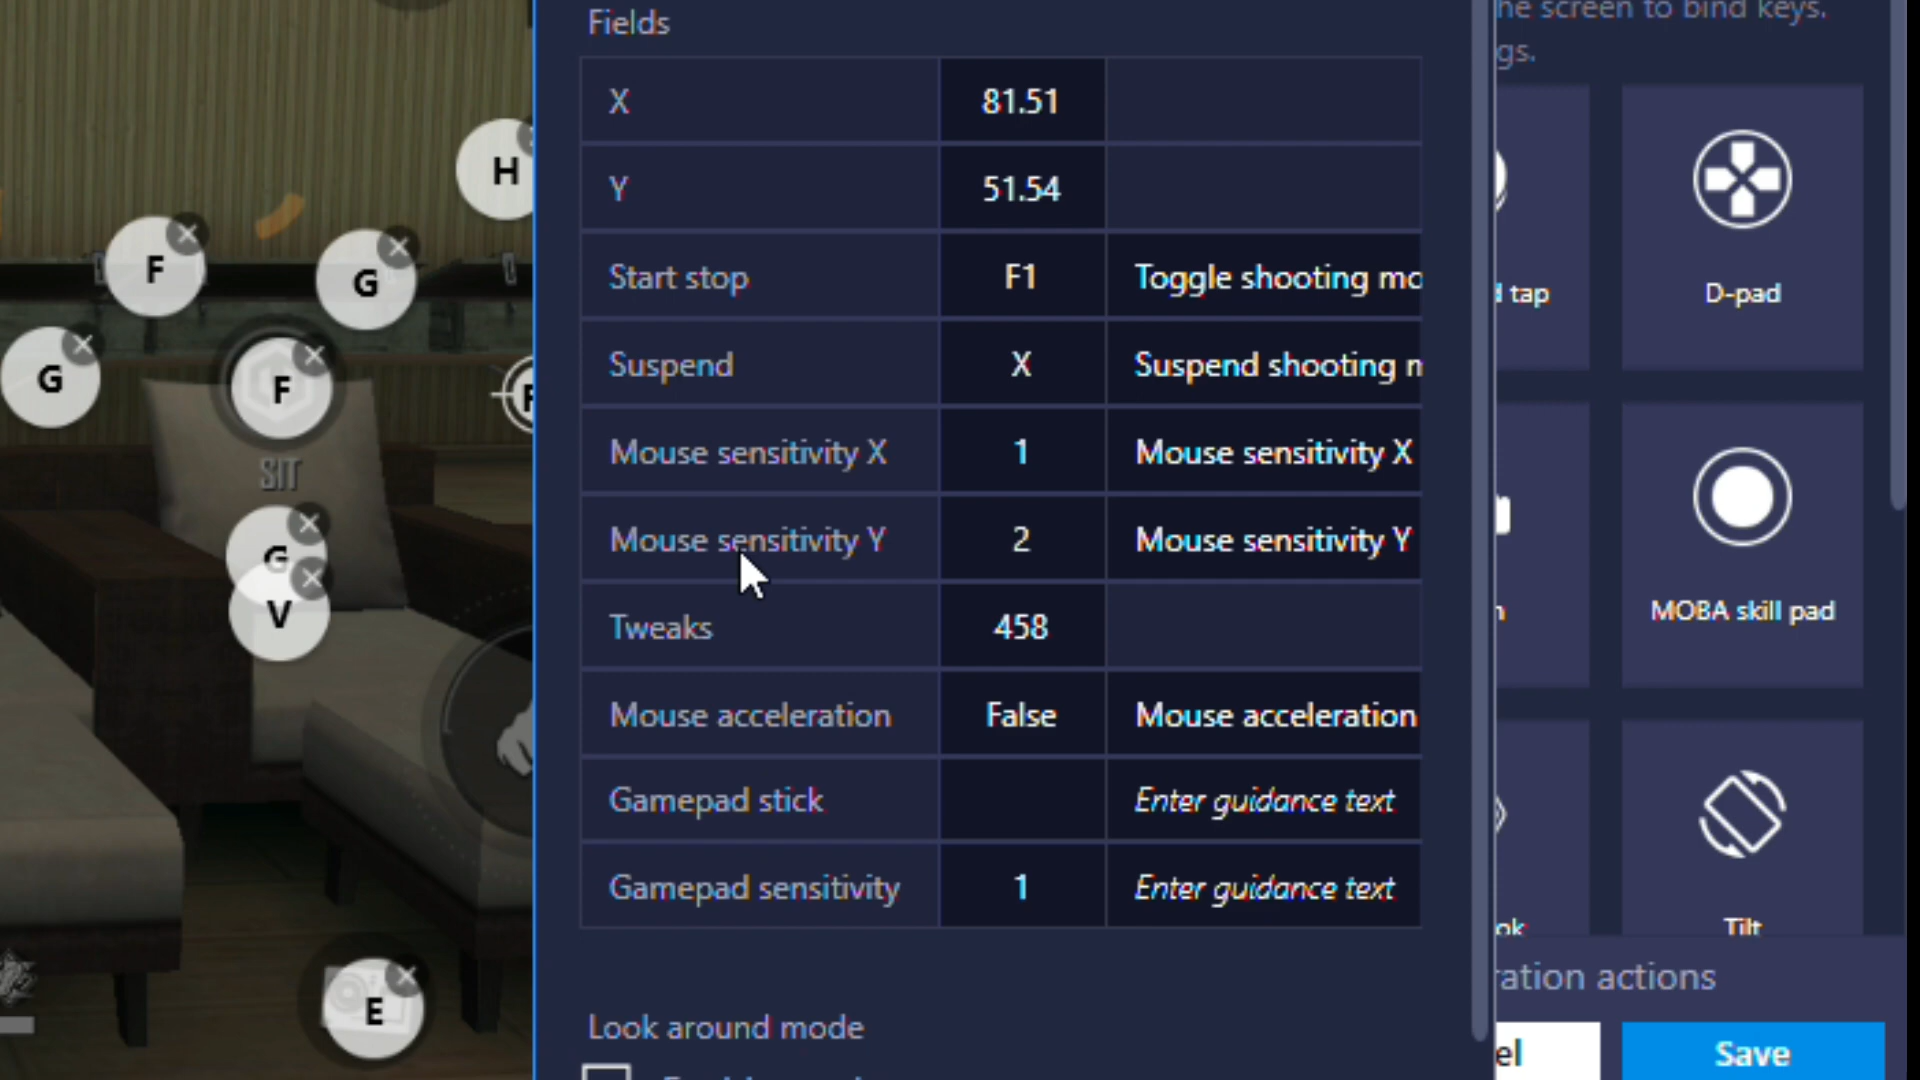 Fields
he screen to bind keys.
gs.
X 81.51
Y 51.54
Start stop F1 Toggle shooting mo
Suspend X Suspend shooting
Mouse sensitivity X 1 Mouse sensitivity X
Mouse sensitivity Y 2 Mouse sensitivity Y
Tweaks 458
Mouse acceleration False Mouse acceleration
Gamepad stick Enter guidance text
Gamepad sensitivity 1 Enter guidance text
Look around mode
H
F
G
G
F
SIT
G
V
E
tap
D-pad
MOBA skill pad
ok
Tilt
ration actions
el
Save